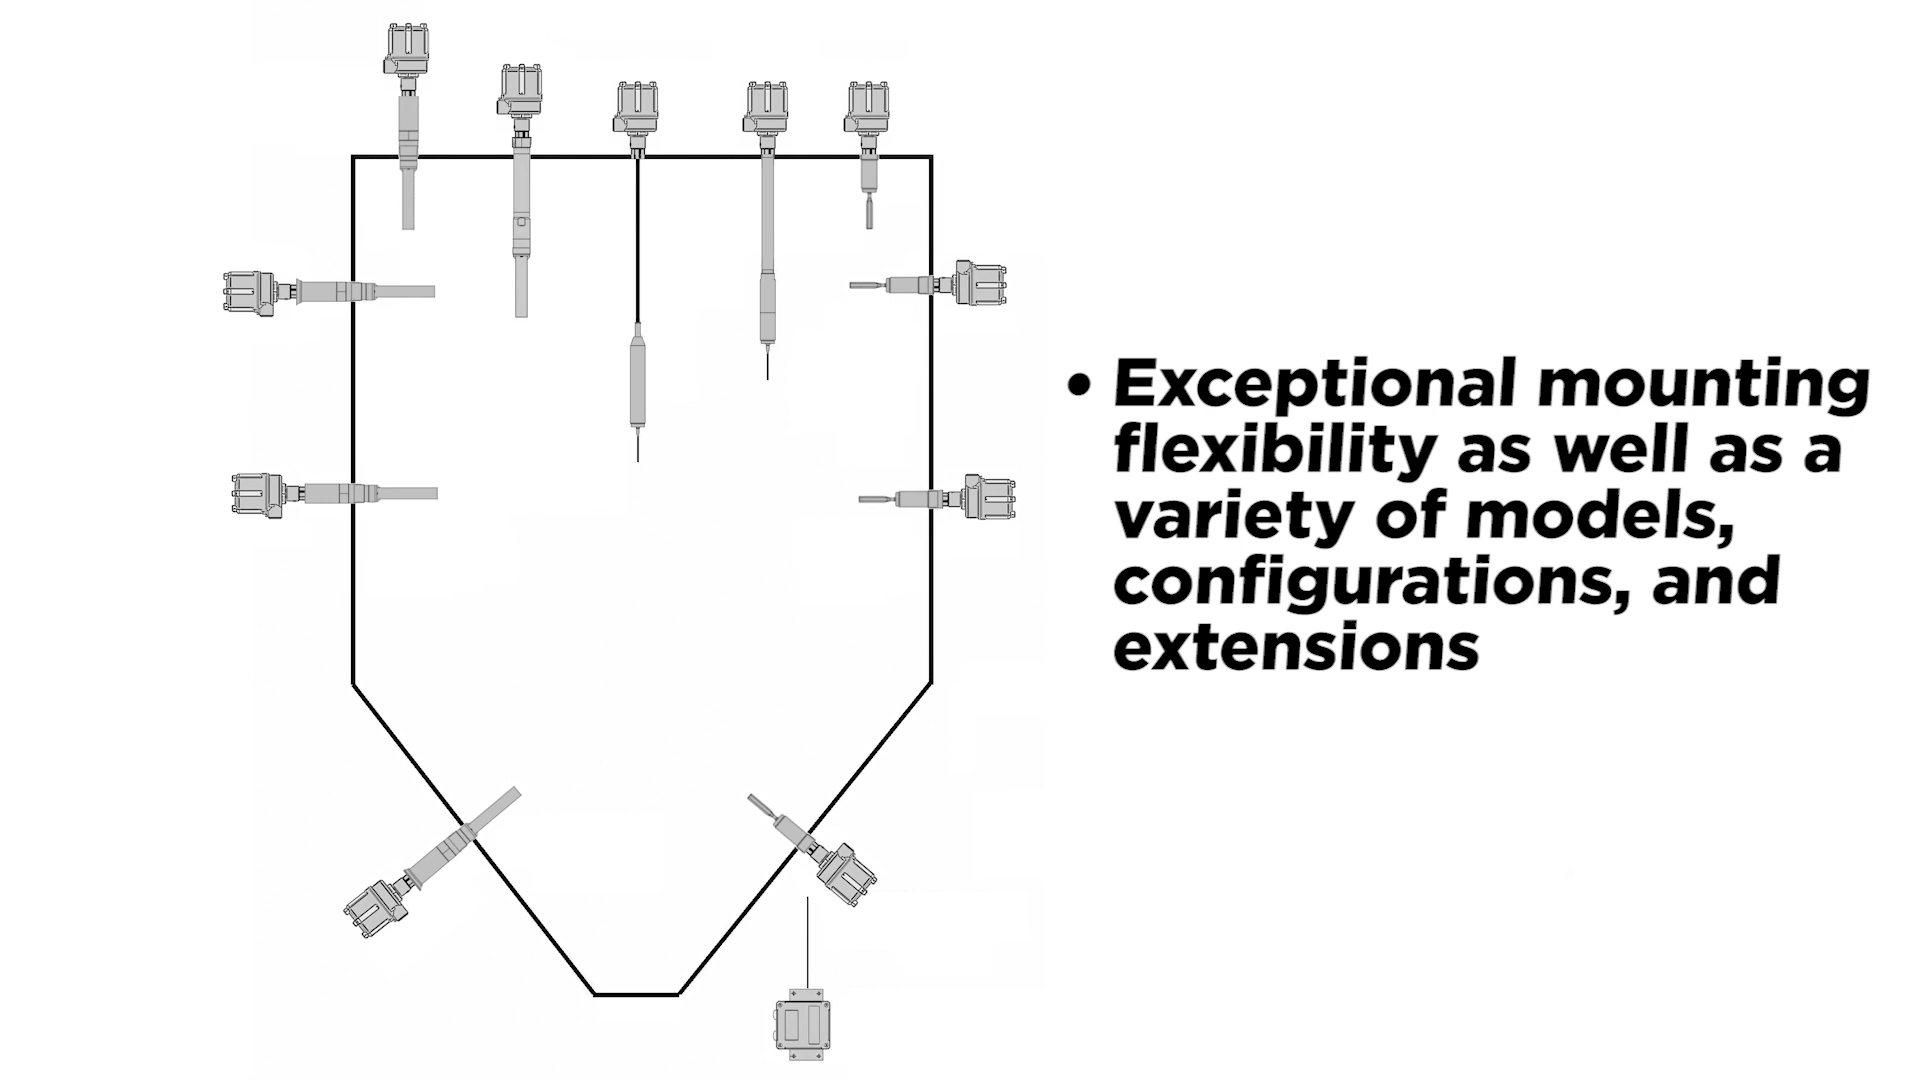 • Exceptional mounting
flexibility as well as a
variety of models,
configurations, and
extensions